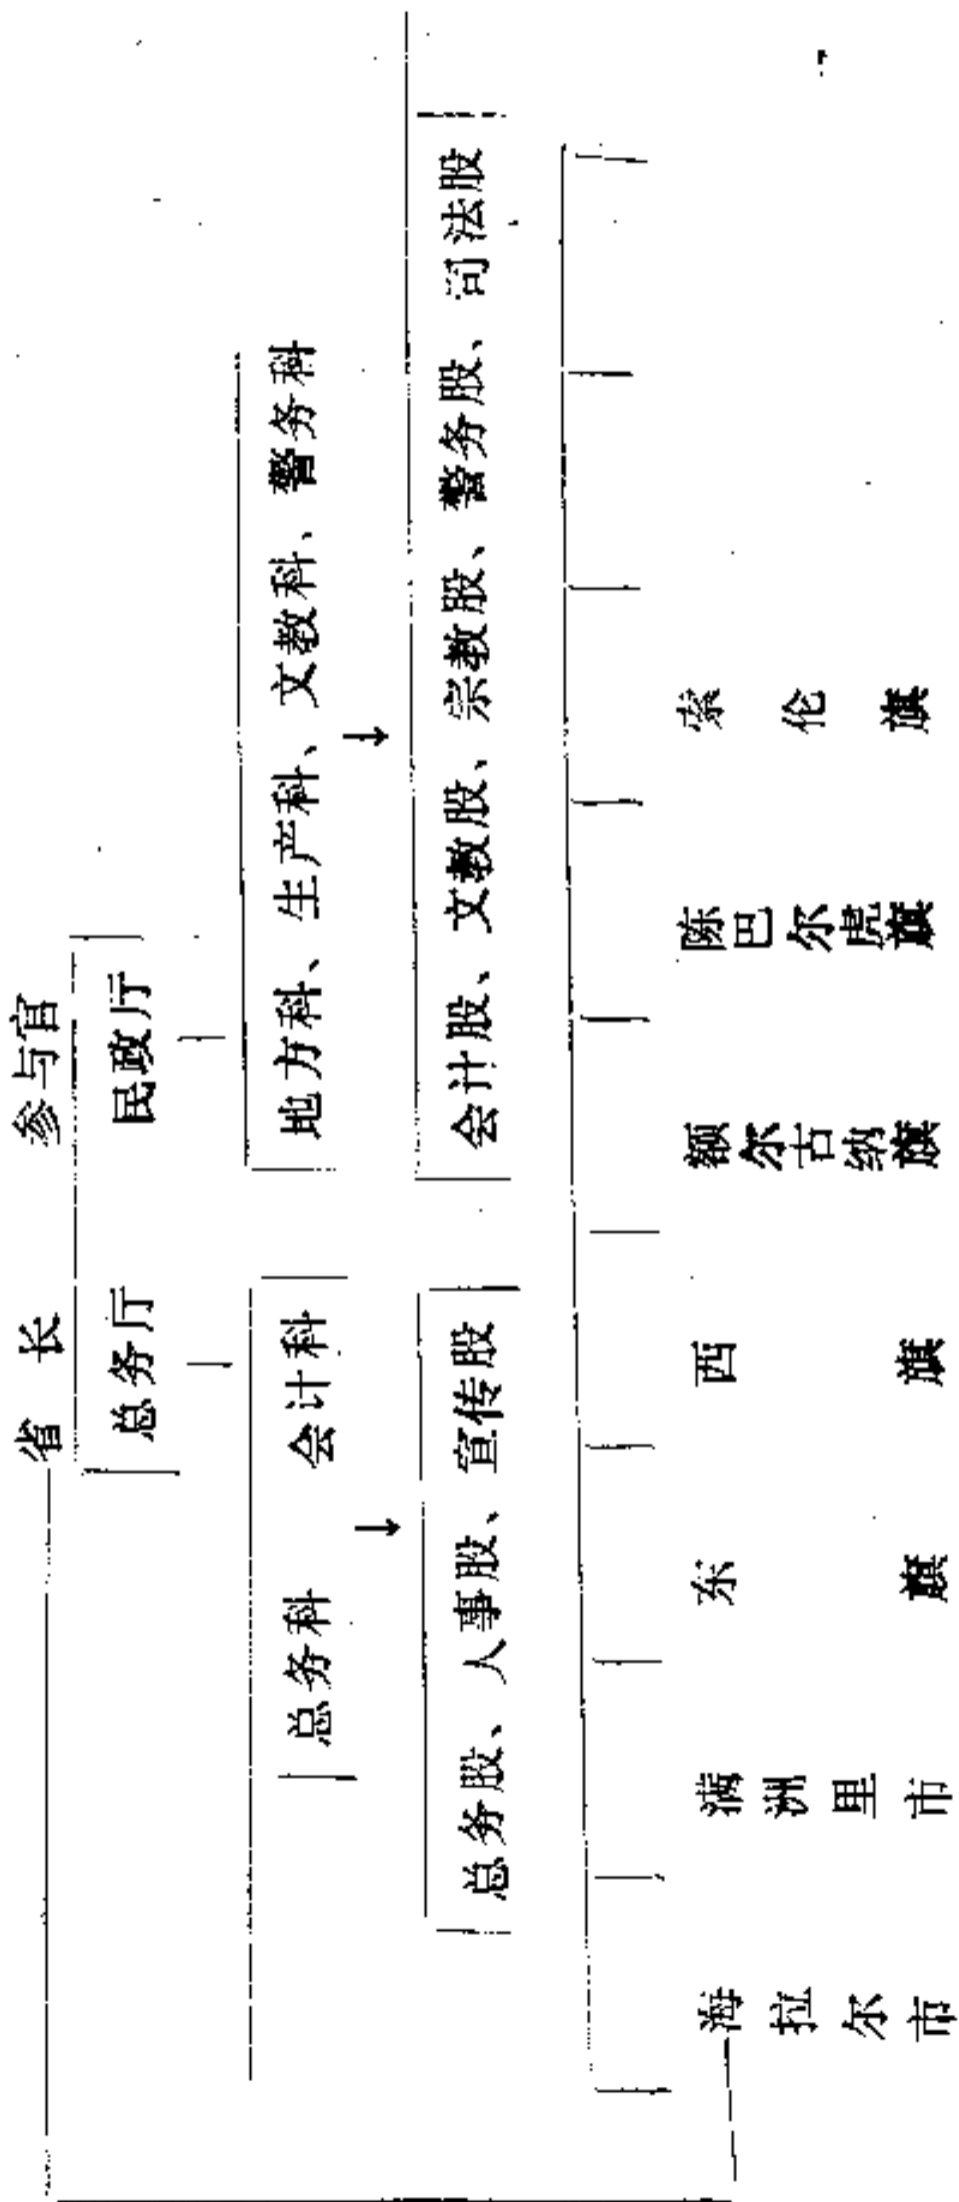 省长 参与官
总务厅 民政厅
总务科 会计科 地方科、生产科、文教科、警务科
↓ ↓
总务股、人事股、宣传股 会计股、文教股、宗教股、警务股、司法股
海拉尔市
满洲里市
东旗
西旗
额尔古纳旗
陈巴尔虎旗
索伦旗